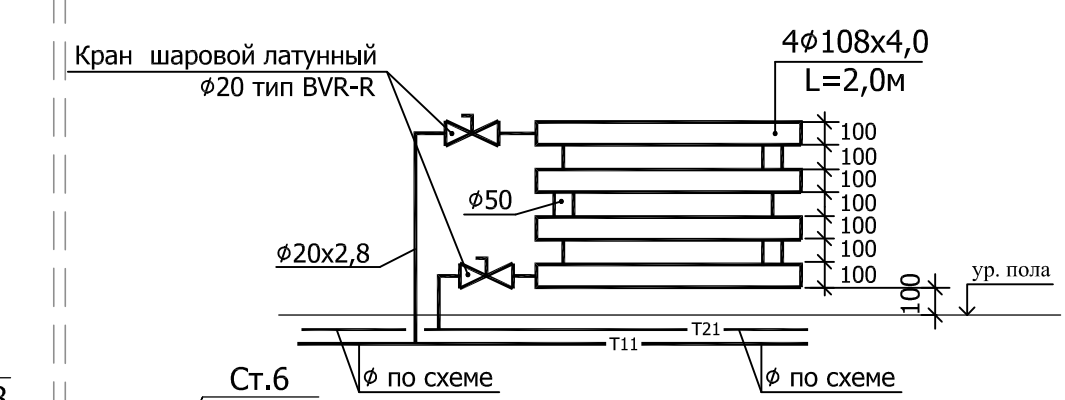 Кран шаровой латунный
ϕ20 тип BVR-R
4ϕ108x4,0
L=2,0м
100
100
100
100
100
100
100
ϕ50
ϕ20x2,8
100
ур. пола
T21
T11
ϕ по схеме
ϕ по схеме
Ст.6